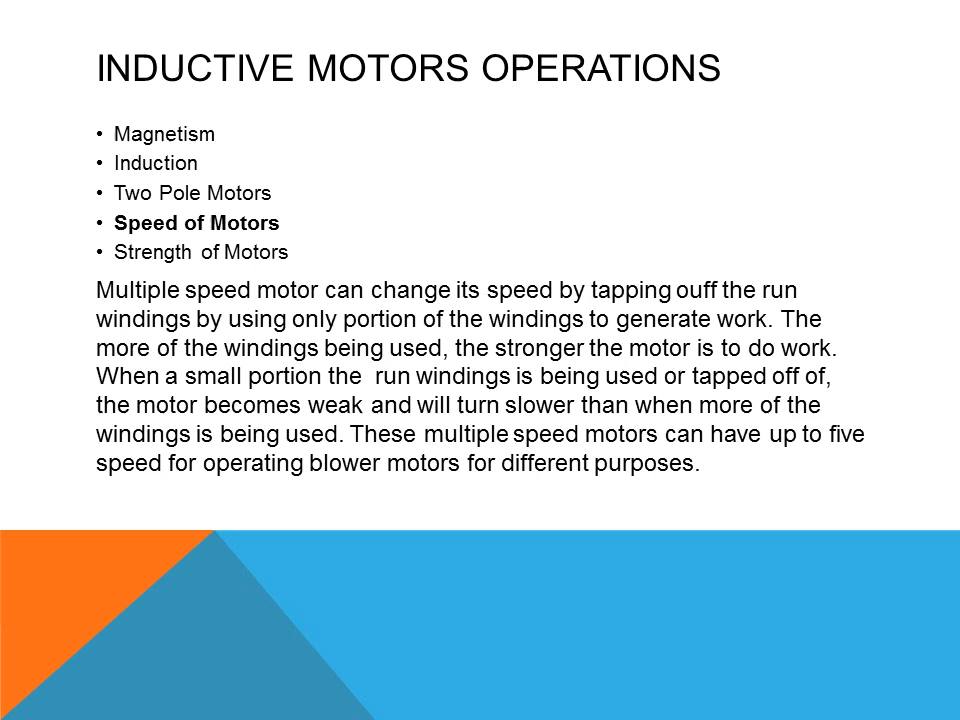 INDUCTIVE MOTORS OPERATIONS
• Magnetism
• Induction
• Two Pole Motors
• Speed of Motors
• Strength of Motors
Multiple speed motor can change its speed by tapping ouff the run
windings by using only portion of the windings to generate work. The
more of the windings being used, the stronger the motor is to do work.
When a small portion the  run windings is being used or tapped off of,
the motor becomes weak and will turn slower than when more of the
windings is being used. These multiple speed motors can have up to five
speed for operating blower motors for different purposes.